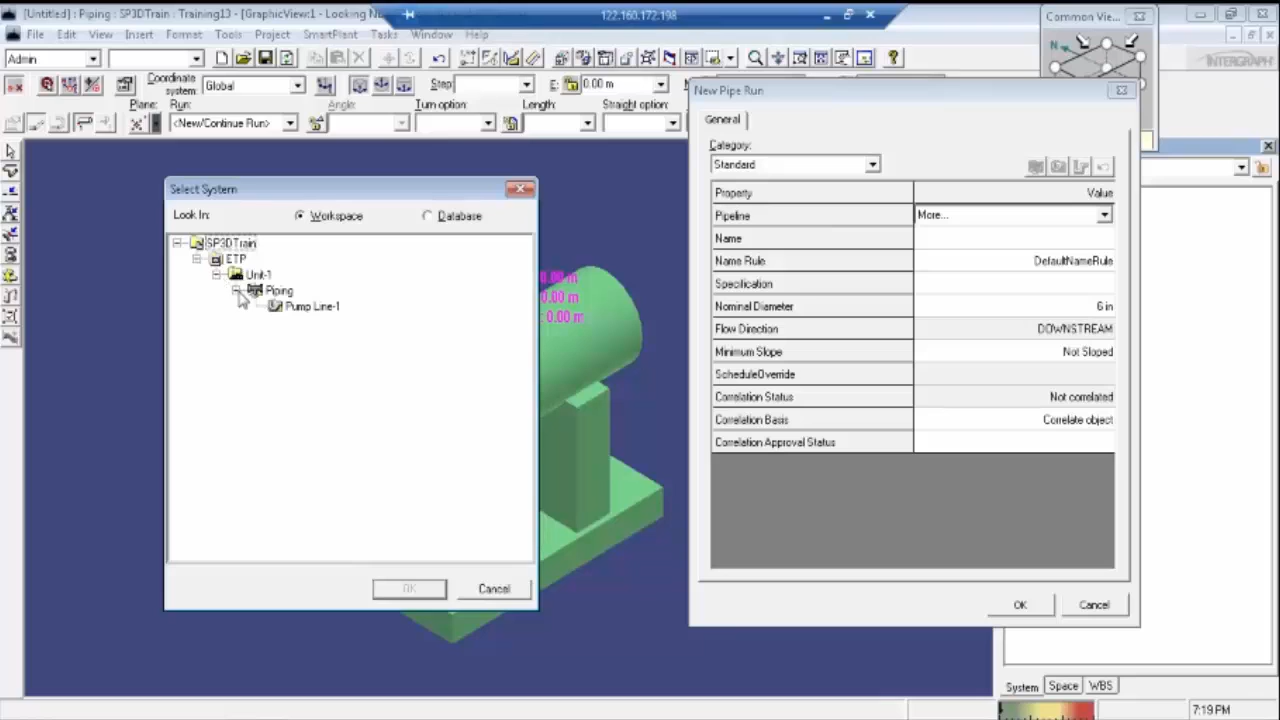 [Untitled] : Piping : SP3DTrain : Training13 - [GraphicView:1 - Looking N
122.160.172.198
Common Vie...
File Edit View Insert Format Tools Project SmartPlant Tasks Window Help
Admin
INTERGRAPH
N
Coordinate system: Global
Step:
E: 0.00 m
Plane:
Run:
Angle:
Turn option:
Length:
Straight option:
<New/Continue Run>
New Pipe Run
General
Category:
Standard
Property Value
Pipeline More...
Name
Name Rule DefaultNameRule
Specification
Nominal Diameter 6 in
Flow Direction DOWNSTREAM
Minimum Slope Not Sloped
ScheduleOverride
Correlation Status Not correlated
Correlation Basis Correlate object
Correlation Approval Status
OK Cancel
Select System
Look In: Workspace Database
SP3DTrain
ETP
Unit-1
Piping
Pump Line-1
OK Cancel
0.00 m
0.00 m
: 0.00 m
System Space WBS
7:19 PM